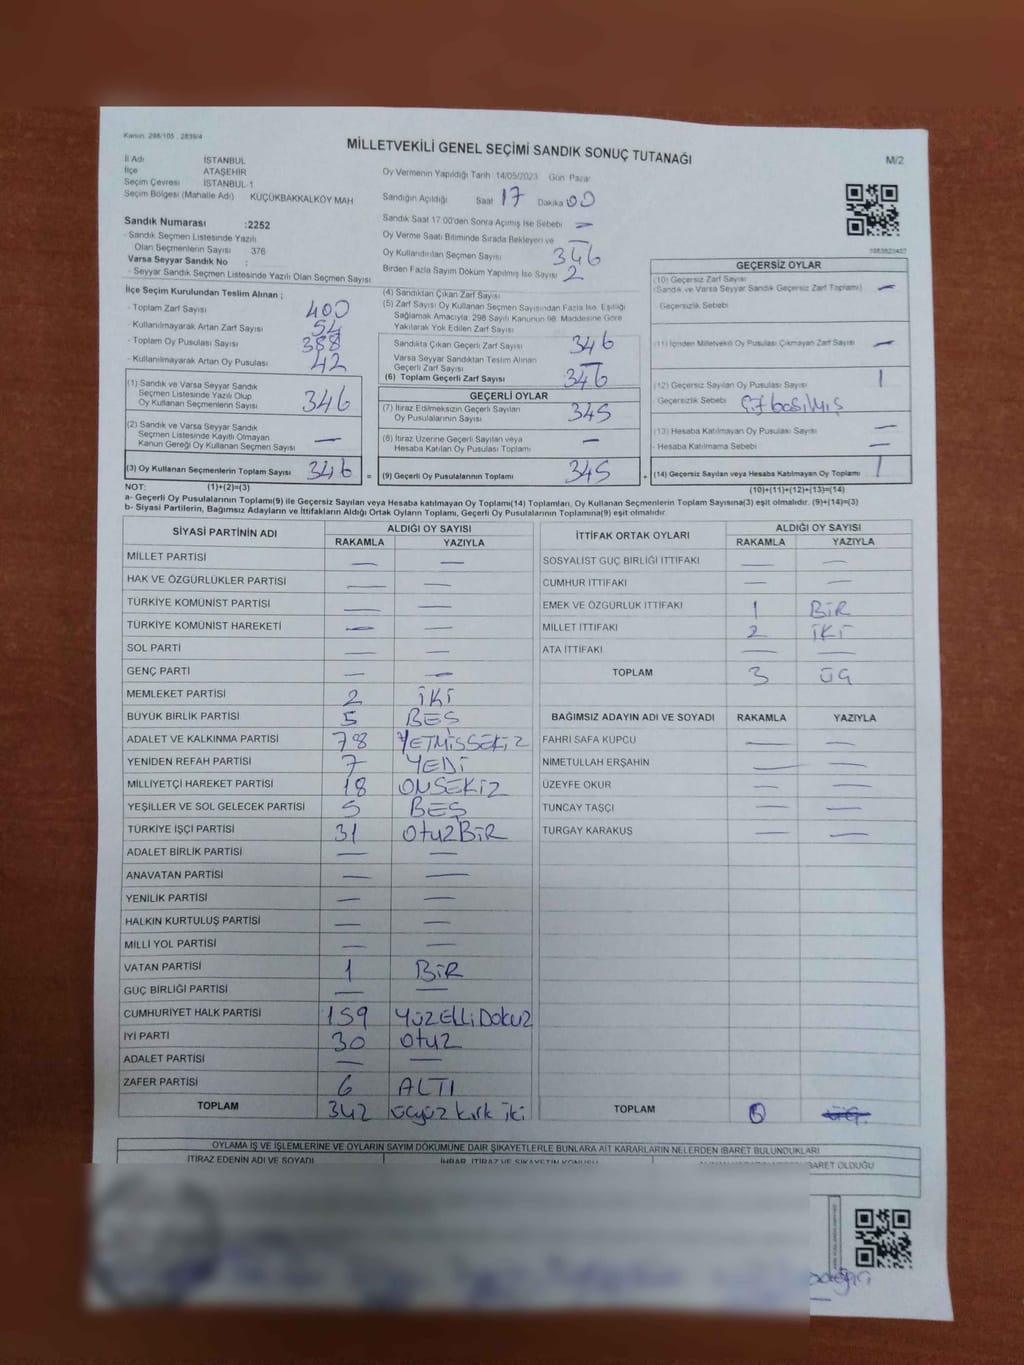 Kanun: 298/105 , 2839/4
MİLLETVEKİLİ GENEL SEÇİMİ SANDIK SONUÇ TUTANAĞI
M/2
İl Adı İSTANBUL
İlçe ATAŞEHİR
Seçim Çevresi İSTANBUL-1
Seçim Bölgesi (Mahalle Adı) KÜÇÜKBAKKALKÖY MAH
Oy Vermenin Yapıldığı Tarih :14/05/2023 Gün Pazar
Sandığın Açıldığı Saat 17 Dakika 00
Sandık Saat 17:00'den Sonra Açımış İse Sebebi —
Oy Verme Saati Bitiminde Sırada Bekleyen ve —
Oy Kullandırılan Seçmen Sayısı 346
Birden Fazla Sayım Döküm Yapılmış İse Sayısı 2
Sandık Numarası :2252
- Sandık Seçmen Listesinde Yazılı
Olan Seçmenlerin Sayısı : 376
Varsa Seyyar Sandık No :
- Seyyar Sandık Seçmen Listesinde Yazılı Olan Seçmen Sayısı
İlçe Seçim Kurulundan Teslim Alınan ;
- Toplam Zarf Sayısı 400
- Kullanılmayarak Artan Zarf Sayısı 54
- Toplam Oy Pusulası Sayısı 388
- Kullanılmayarak Artan Oy Pusulası 42
(1) Sandık ve Varsa Seyyar Sandık
Seçmen Listesinde Yazılı Olup
Oy Kullanan Seçmenlerin Sayısı 346
(2) Sandık ve Varsa Seyyar Sandık
Seçmen Listesinde Kayıtlı Olmayan
Kanun Gereği Oy Kullanan Seçmen Sayısı —
(3) Oy Kullanan Seçmenlerin Toplam Sayısı 346 =
(4) Sandıktan Çıkan Zarf Sayısı
(5) Zarf Sayısı Oy Kullanan Seçmen Sayısından Fazla İse, Eşitliği
Sağlamak Amacıyla; 298 Sayılı Kanunun 98. Maddesine Göre
Yakılarak Yok Edilen Zarf Sayısı
Sandıkta Çıkan Geçerli Zarf Sayısı 346
Varsa Seyyar Sandıktan Teslim Alınan
Geçerli Zarf Sayısı —
(6) Toplam Geçerli Zarf Sayısı 346
GEÇERLİ OYLAR
(7) İtiraz Edilmeksizin Geçerli Sayılan
Oy Pusulalarının Sayısı 345
(8) İtiraz Üzerine Geçerli Sayılan veya
Hesaba Katılan Oy Pusulası Toplamı —
(9) Geçerli Oy Pusulalarının Toplamı 345 +
GEÇERSİZ OYLAR
(10) Geçersiz Zarf Sayısı
(Sandık ve Varsa Seyyar Sandık Geçersiz Zarf Toplamı) —
Geçersizlik Sebebi
(11) İçinden Milletvekili Oy Pusulası Çıkmayan Zarf Sayısı —
(12) Geçersiz Sayılan Oy Pusulası Sayısı 1
Geçersizlik Sebebi
(13) Hesaba Katılmayan Oy Pusulası Sayısı —
- Hesaba Katılmama Sebebi —
(14) Geçersiz Sayılan veya Hesaba Katılmayan Oy Toplamı 1
NOT: (1)+(2)=(3) (10)+(11)+(12)+(13)=(14)
a- Geçerli Oy Pusulalarının Toplamı(9) ile Geçersiz Sayılan veya Hesaba katılmayan Oy Toplamı(14) Toplamları, Oy Kullanan Seçmenlerin Toplam Sayısına(3) eşit olmalıdır. (9)+(14)=(3)
b- Siyasi Partilerin, Bağımsız Adayların ve İttifakların Aldığı Ortak Oyların Toplamı, Geçerli Oy Pusulalarının Toplamına(9) eşit olmalıdır.
SİYASİ PARTİNİN ADI ALDIĞI OY SAYISI
RAKAMLA YAZIYLA
MİLLET PARTİSİ — —
HAK VE ÖZGÜRLÜKLER PARTİSİ — —
TÜRKİYE KOMÜNİST PARTİSİ — —
TÜRKİYE KOMÜNİST HAREKETİ — —
SOL PARTİ — —
GENÇ PARTİ — —
MEMLEKET PARTİSİ 2 İKİ
BÜYÜK BİRLİK PARTİSİ 5 BEŞ
ADALET VE KALKINMA PARTİSİ 78 YETMİŞSEKİZ
YENİDEN REFAH PARTİSİ 7 YEDİ
MİLLİYETÇİ HAREKET PARTİSİ 18 ONSEKİZ
YEŞİLLER VE SOL GELECEK PARTİSİ 5 BEŞ
TÜRKİYE İŞÇİ PARTİSİ 31 OtuzBİR
ADALET BİRLİK PARTİSİ — —
ANAVATAN PARTİSİ — —
YENİLİK PARTİSİ — —
HALKIN KURTULUŞ PARTİSİ — —
MİLLİ YOL PARTİSİ — —
VATAN PARTİSİ 1 BİR
GÜÇ BİRLİĞİ PARTİSİ — —
CUMHURİYET HALK PARTİSİ 159 YÜZELLİDOKUZ
İYİ PARTİ 30 Otuz
ADALET PARTİSİ — —
ZAFER PARTİSİ 6 ALTI
TOPLAM 342 üçyüz kırk iki
İTTİFAK ORTAK OYLARI ALDIĞI OY SAYISI
RAKAMLA YAZIYLA
SOSYALİST GÜÇ BİRLİĞİ İTTİFAKI — —
CUMHUR İTTİFAKI — —
EMEK VE ÖZGÜRLÜK İTTİFAKI 1 BİR
MİLLET İTTİFAKI 2 İKİ
ATA İTTİFAKI — —
TOPLAM 3 ÜÇ
BAĞIMSIZ ADAYIN ADI VE SOYADI RAKAMLA YAZIYLA
FAHRİ SAFA KÜPCÜ — —
NİMETULLAH ERŞAHİN — —
ÜZEYFE OKUR — —
TUNCAY TAŞÇI — —
TURGAY KARAKUŞ — —
TOPLAM
OYLAMA İŞ VE İŞLEMLERİNE VE OYLARIN SAYIM DÖKÜMÜNE DAİR ŞİKAYETLERLE BUNLARA AİT KARARLARIN NELERDEN İBARET BULUNDUKLARI
İTİRAZ EDENİN ADI VE SOYADI